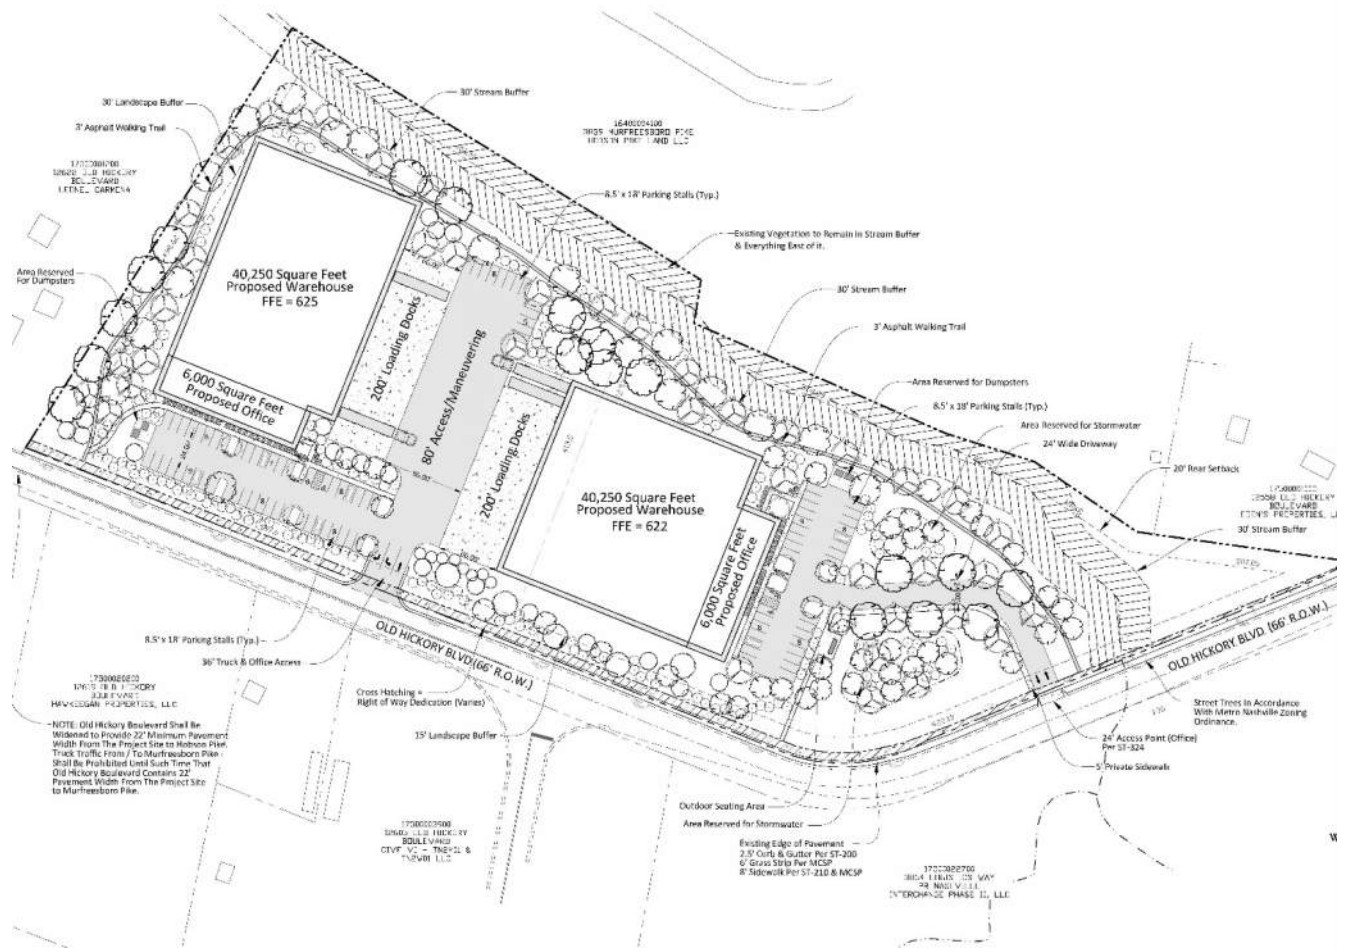 30' Landscape Buffer
3' Asphalt Walking Trail
30' Stream Buffer
BOULEVARD
8.5' x 18' Parking Stalls (Typ.)
Existing Vegetation to Remain in Stream Buffer
& Everything East of it.
Area Reserved
For Dumpsters
40,250 Square Feet
Proposed Warehouse
FFE = 625
6,000 Square Feet
Proposed Office
200' Loading Docks
80' Access/Maneuvering
200' Loading Docks
30' Stream Buffer
3' Asphalt Walking Trail
Area Reserved for Dumpsters
8.5' x 18' Parking Stalls (Typ.)
Area Reserved for Stormwater
24' Wide Driveway
20' Rear Setback
BOULEVARD
30' Stream Buffer
40,250 Square Feet
Proposed Warehouse
FFE = 622
6,000 Square Feet
Proposed Office
OLD HICKORY BLVD (66' R.O.W.)
OLD HICKORY BLVD (66' R.O.W.)
8.5' x 18' Parking Stalls (Typ.)
36' Truck & Office Access
Cross Hatching =
Right of Way Dedication (Varies)
15' Landscape Buffer
BOULEVARD
NOTE: Old Hickory Boulevard Shall Be
Widened to Provide 22' Minimum Pavement
Width From The Project Site to Hobson Pike.
Truck Traffic From / To Murfreesboro Pike
Shall Be Prohibited Until Such Time That
Old Hickory Boulevard Contains 22'
Pavement Width From The Project Site
to Murfreesboro Pike.
BOULEVARD
Street Trees In Accordance
With Metro Nashville Zoning
Ordinance.
24' Access Point (Office)
Per ST-324
5' Private Sidewalk
Outdoor Seating Area
Area Reserved for Stormwater
Existing Edge of Pavement
2.5' Curb & Gutter Per ST-200
6' Grass Strip Per MCSP
8' Sidewalk Per ST-210 & MCSP
INTERCHANGE PHASE II, LLC